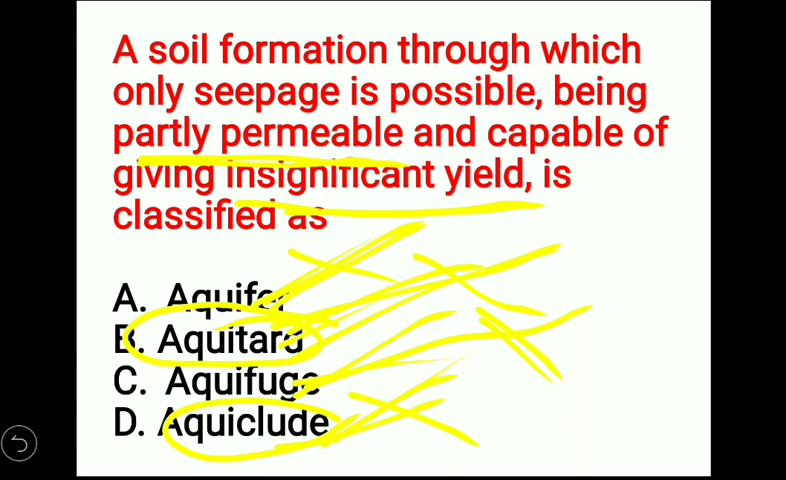 A soil formation through which
only seepage is possible, being
partly permeable and capable of
giving insignificant yield, is
classified as
A. Aquifer
B. Aquitard
C. Aquifuge
D. Aquiclude